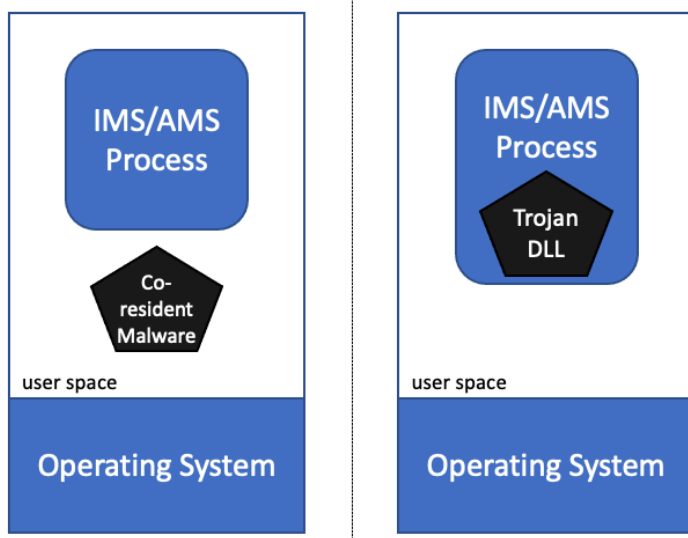 IMS/AMS
Process
Co-
resident
Malware
user space
Operating System
IMS/AMS
Process
Trojan
DLL
user space
Operating System